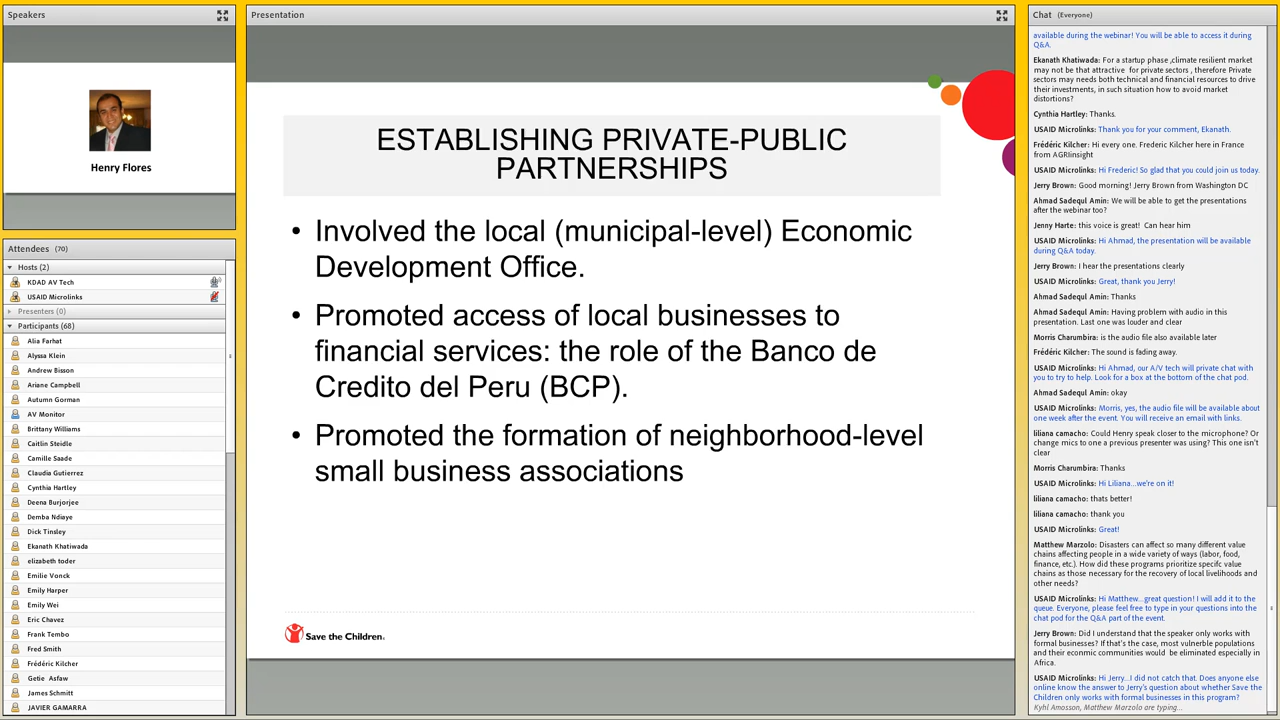 Speakers
Henry Flores
Attendees (70)
Hosts (2)
KDAD AV Tech
USAID Microlinks
Presenters (0)
Participants (68)
Alia Farhat
Alyssa Klein
Andrew Bisson
Ariane Campbell
Autumn Gorman
AV Monitor
Brittany Williams
Caitlin Steidle
Camille Saade
Claudia Gutierrez
Cynthia Hartley
Deena Burjorjee
Demba Ndiaye
Dick Tinsley
Ekanath Khatiwada
elizabeth toder
Emilie Vonck
Emily Harper
Emily Wei
Eric Chavez
Frank Tembo
Fred Smith
Frédéric Kilcher
Getie Asfaw
James Schmitt
JAVIER GAMARRA
Presentation
ESTABLISHING PRIVATE-PUBLIC
PARTNERSHIPS
• Involved the local (municipal-level) Economic
Development Office.
• Promoted access of local businesses to
financial services: the role of the Banco de
Credito del Peru (BCP).
• Promoted the formation of neighborhood-level
small business associations
Save the Children.
Chat (Everyone)
available during the webinar! You will be able to access it during
Q&A.
Ekanath Khatiwada: For a startup phase ,climate resilient market
may not be that attractive for private sectors , therefore Private
sectors may needs both technical and financial resources to drive
their investments, in such situation how to avoid market
distortions?
Cynthia Hartley: Thanks.
USAID Microlinks: Thank you for your comment, Ekanath.
Frédéric Kilcher: Hi every one. Frederic Kilcher here in France
from AGRIinsight
USAID Microlinks: Hi Frederic! So glad that you could join us today.
Jerry Brown: Good morning! Jerry Brown from Washington DC
Ahmad Sadequl Amin: We will be able to get the presentations
after the webinar too?
Jenny Harte: this voice is great! Can hear him
USAID Microlinks: Hi Ahmad, the presentation will be available
during Q&A today.
Jerry Brown: I hear the presentations clearly
USAID Microlinks: Great, thank you Jerry!
Ahmad Sadequl Amin: Thanks
Ahmad Sadequl Amin: Having problem with audio in this
presentation. Last one was louder and clear
Morris Charumbira: is the audio file also available later
Frédéric Kilcher: The sound is fading away.
USAID Microlinks: Hi Ahmad, our A/V tech will private chat with
you to try to help. Look for a box at the bottom of the chat pod.
Ahmad Sadequl Amin: okay
USAID Microlinks: Morris, yes, the audio file will be available about
one week after the event. You will receive an email with links.
liliana camacho: Could Henry speak closer to the microphone? Or
change mics to one a previous presenter was using? This one isn't
clear
Morris Charumbira: Thanks
USAID Microlinks: Hi Liliana...we're on it!
liliana camacho: thats better!
liliana camacho: thank you
USAID Microlinks: Great!
Matthew Marzolo: Disasters can affect so many different value
chains affecting people in a wide variety of ways (labor, food,
finance, etc.). How did these programs prioritize specifc value
chains as those necessary for the recovery of local livelihoods and
other needs?
USAID Microlinks: Hi Matthew...great question! I will add it to the
queue. Everyone, please feel free to type in your questions into the
chat pod for the Q&A part of the event.
Jerry Brown: Did I understand that the speaker only works with
formal businesses? If that's the case, most vulnerble populations
and their econmic communities would be eliminated especially in
Africa.
USAID Microlinks: Hi Jerry...I did not catch that. Does anyone else
online know the answer to Jerry's question about whether Save the
Children only works with formal businesses in this program?
Kyhl Amosson, Matthew Marzolo are typing...